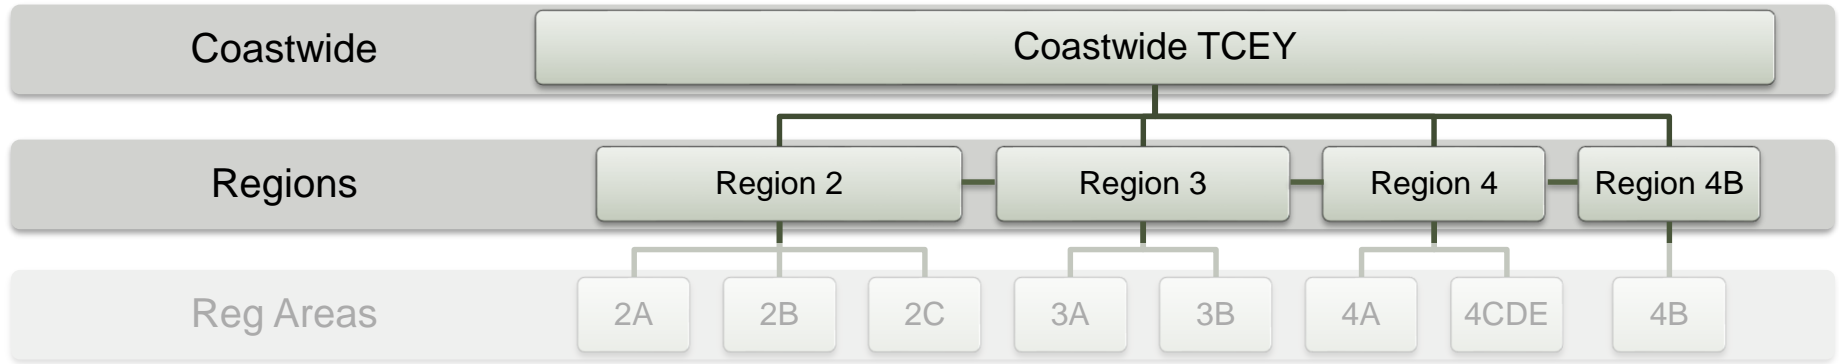 Coastwide
Coastwide TCEY
Regions
Region 2
Region 3
Region 4
Region 4B
Reg Areas
2A
2B
2C
3A
3B
4A
4CDE
4B